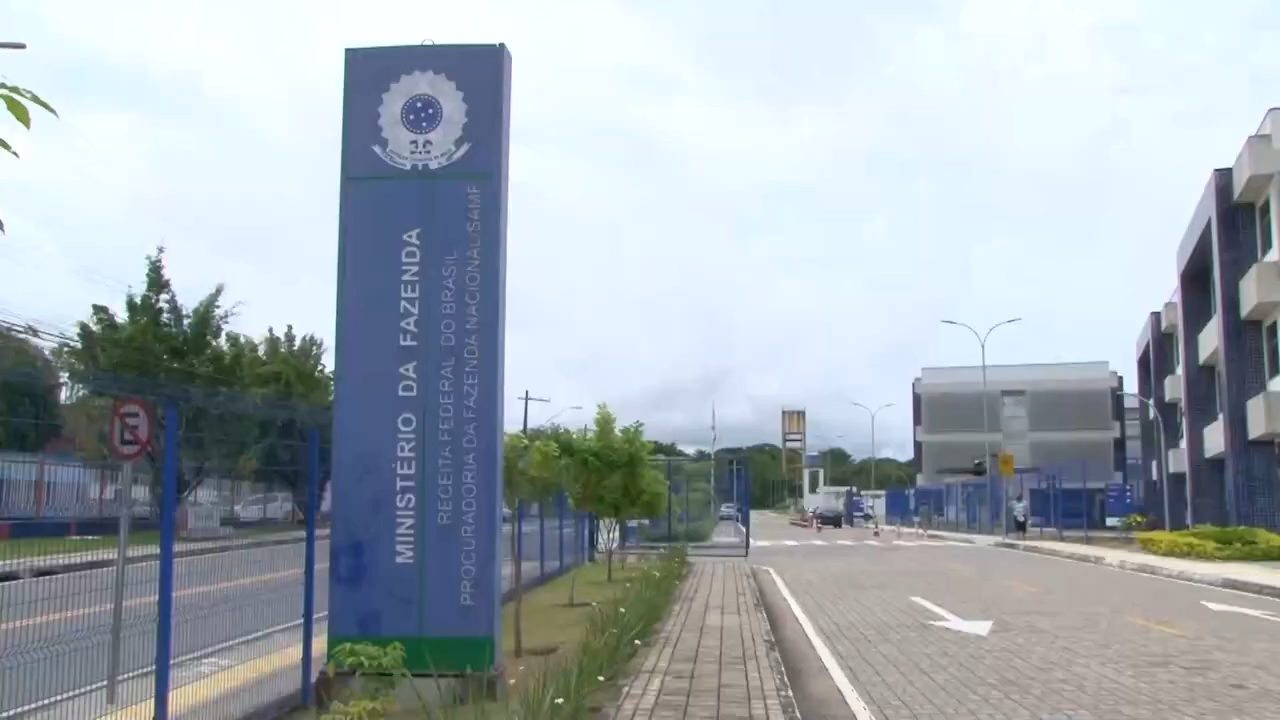 MINISTÉRIO DA FAZENDA
RECEITA FEDERAL DO BRASIL
PROCURADORIA DA FAZENDA NACIONAL/SAMF
E